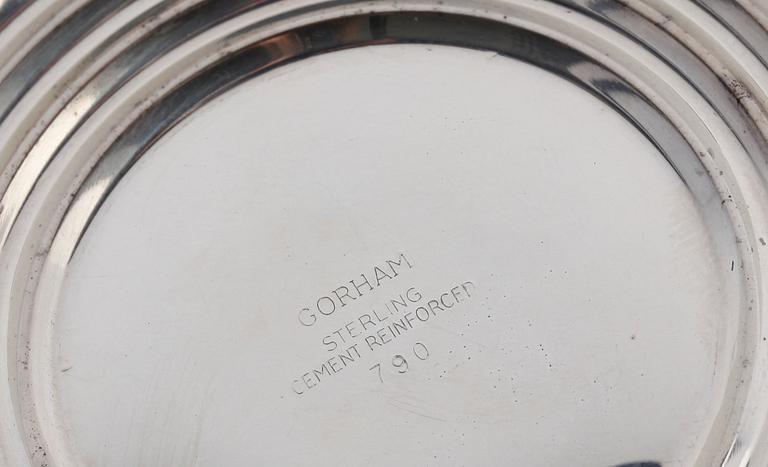 GORHAM
STERLING
CEMENT REINFORCED
790